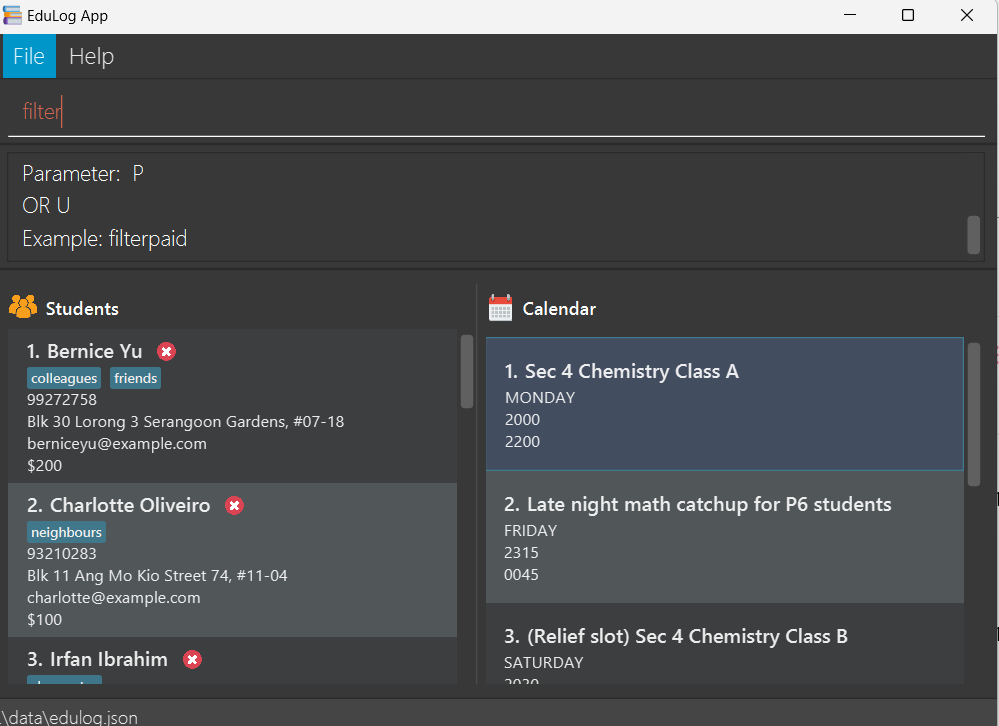 EduLog App
File Help
filter
Parameter: P
OR U
Example: filterpaid
Students
1. Bernice Yu
colleagues friends
99272758
Blk 30 Lorong 3 Serangoon Gardens, #07-18
berniceyu@example.com
$200
2. Charlotte Oliveiro
neighbours
93210283
Blk 11 Ang Mo Kio Street 74, #11-04
charlotte@example.com
$100
3. Irfan Ibrahim
Calendar
1. Sec 4 Chemistry Class A
MONDAY
2000
2200
2. Late night math catchup for P6 students
FRIDAY
2315
0045
3. (Relief slot) Sec 4 Chemistry Class B
SATURDAY
.\data\edulog.json